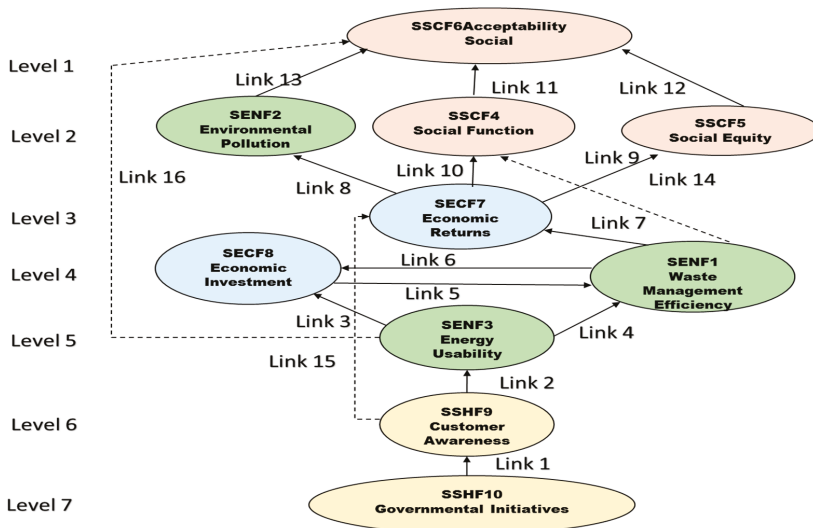 SSCF6Acceptability
Social
Level 1
Link 13
Link 11
Link 12
SENF2
Environmental
Pollution
SSCF4
Social Function
SSCF5
Social Equity
Level 2
Link 16
Link 8
Link 10
Link 9
Link 14
Level 3
SECF7
Economic
Returns
Link 7
SECF8
Economic
Investment
Level 4
Link 6
Link 5
SENF1
Waste
Management
Efficiency
Link 3
SENF3
Energy
Usability
Link 4
Level 5
Link 15
Link 2
Level 6
SSHF9
Customer
Awareness
Link 1
Level 7
SSHF10
Governmental Initiatives